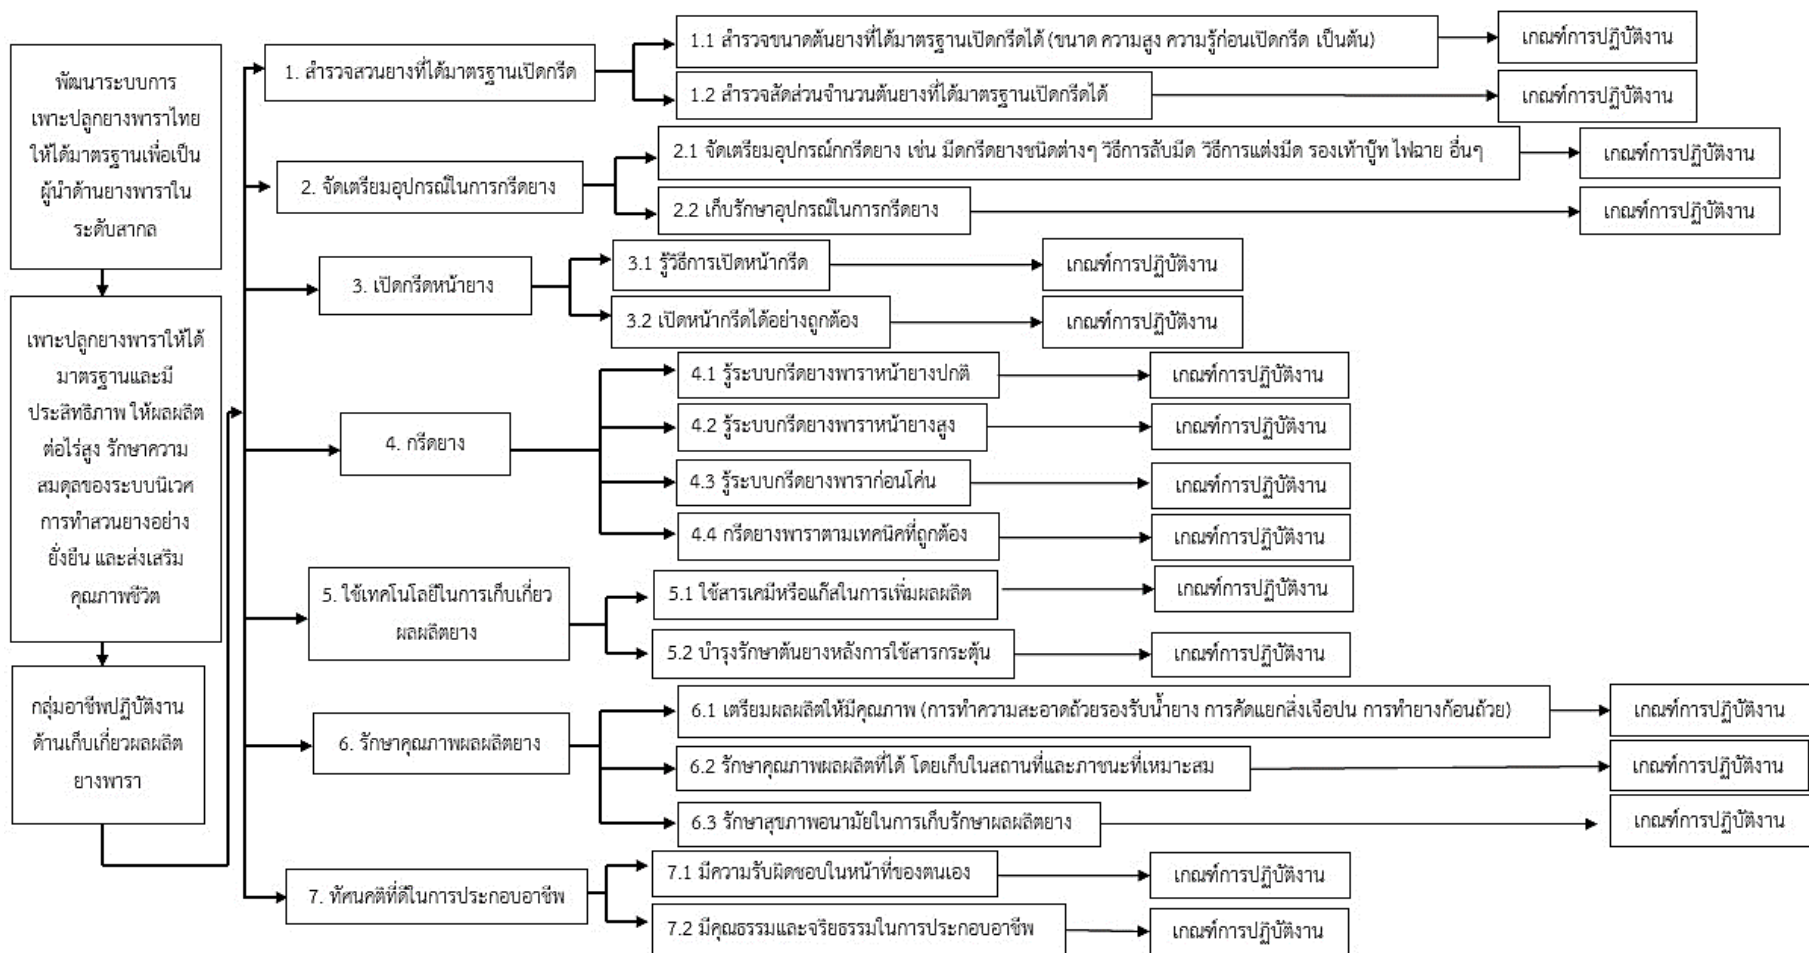 พัฒนาระบบการ
เพาะปลูกยางพาราไทย
ให้ได้มาตรฐานเพื่อเป็น
ผู้นำด้านยางพาราใน
ระดับสากล
เพาะปลูกยางพาราให้ได้
มาตรฐานและมี
ประสิทธิภาพ ให้ผลผลิต
ต่อไร่สูง รักษาความ
สมดุลของระบบนิเวศ
การทำสวนยางอย่าง
ยั่งยืน และส่งเสริม
คุณภาพชีวิต
กลุ่มอาชีพปฏิบัติงาน
ด้านเก็บเกี่ยวผลผลิต
ยางพารา
1. สำรวจสวนยางที่ได้มาตรฐานเปิดกรีด
1.1 สำรวจขนาดต้นยางที่ได้มาตรฐานเปิดกรีดได้ (ขนาด ความสูง ความรู้ก่อนเปิดกรีด เป็นต้น)
เกณฑ์การปฏิบัติงาน
1.2 สำรวจสัดส่วนจำนวนต้นยางที่ได้มาตรฐานเปิดกรีดได้
เกณฑ์การปฏิบัติงาน
2. จัดเตรียมอุปกรณ์ในการกรีดยาง
2.1 จัดเตรียมอุปกรณ์กกรีดยาง เช่น มีดกรีดยางชนิดต่างๆ วิธีการลับมีด วิธีการแต่งมีด รองเท้าบู๊ท ไฟฉาย อื่นๆ
เกณฑ์การปฏิบัติงาน
2.2 เก็บรักษาอุปกรณ์ในการกรีดยาง
เกณฑ์การปฏิบัติงาน
3. เปิดกรีดหน้ายาง
3.1 รู้วิธีการเปิดหน้ากรีด
เกณฑ์การปฏิบัติงาน
3.2 เปิดหน้ากรีดได้อย่างถูกต้อง
เกณฑ์การปฏิบัติงาน
4. กรีดยาง
4.1 รู้ระบบกรีดยางพาราหน้ายางปกติ
เกณฑ์การปฏิบัติงาน
4.2 รู้ระบบกรีดยางพาราหน้ายางสูง
เกณฑ์การปฏิบัติงาน
4.3 รู้ระบบกรีดยางพาราก่อนโค่น
เกณฑ์การปฏิบัติงาน
4.4 กรีดยางพาราตามเทคนิคที่ถูกต้อง
เกณฑ์การปฏิบัติงาน
5. ใช้เทคโนโลยีในการเก็บเกี่ยว
ผลผลิตยาง
5.1 ใช้สารเคมีหรือแก๊สในการเพิ่มผลผลิต
เกณฑ์การปฏิบัติงาน
5.2 บำรุงรักษาต้นยางหลังการใช้สารกระตุ้น
เกณฑ์การปฏิบัติงาน
6. รักษาคุณภาพผลผลิตยาง
6.1 เตรียมผลผลิตให้มีคุณภาพ (การทำความสะอาดถ้วยรองรับน้ำยาง การคัดแยกสิ่งเจือปน การทำยางก้อนถ้วย)
เกณฑ์การปฏิบัติงาน
6.2 รักษาคุณภาพผลผลิตที่ได้ โดยเก็บในสถานที่และภาชนะที่เหมาะสม
เกณฑ์การปฏิบัติงาน
6.3 รักษาสุขภาพอนามัยในการเก็บรักษาผลผลิตยาง
เกณฑ์การปฏิบัติงาน
7. ทัศนคติที่ดีในการประกอบอาชีพ
7.1 มีความรับผิดชอบในหน้าที่ของตนเอง
เกณฑ์การปฏิบัติงาน
7.2 มีคุณธรรมและจริยธรรมในการประกอบอาชีพ
เกณฑ์การปฏิบัติงาน